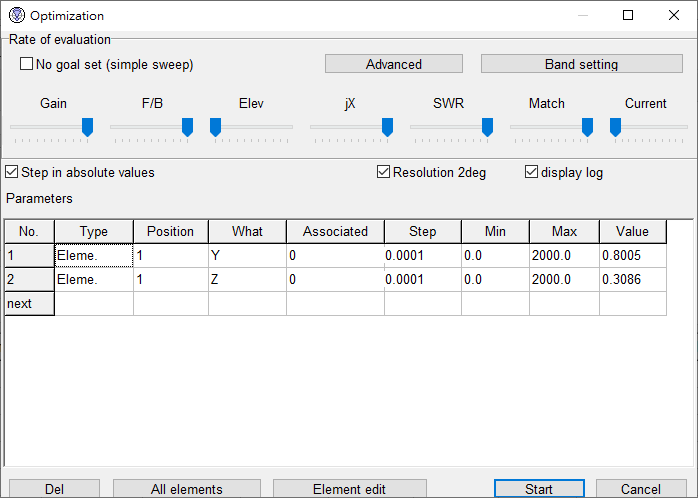 Optimization
Rate of evaluation
No goal set (simple sweep) Advanced Band setting
Gain F/B Elev jX SWR Match Current
Step in absolute values Resolution 2deg display log
Parameters
No. Type Position What Associated Step Min Max Value
1 Eleme. 1 Y 0 0.0001 0.0 2000.0 0.8005
2 Eleme. 1 Z 0 0.0001 0.0 2000.0 0.3086
next
Del All elements Element edit Start Cancel